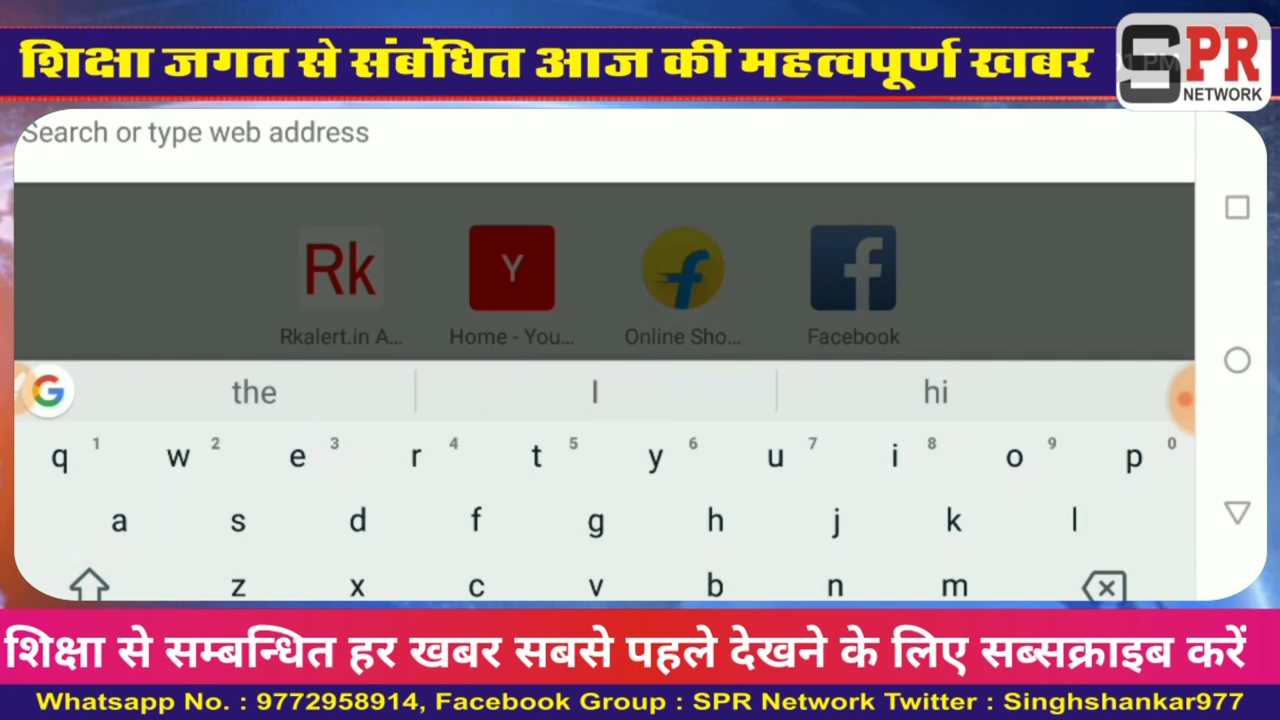 शिक्षा जगत से संबंधित आज की महत्वपूर्ण खबर
SPR
NETWORK
Search or type web address
Rk
Y
f
f
Rkalert.in A...
Home - You...
Online Sho...
Facebook
G
the
I
hi
q 1 w 2 e 3 r 4 t 5 y 6 u 7 i 8 o 9 p 0
a s d f g h j k l
z x c v b n m
शिक्षा से सम्बन्धित हर खबर सबसे पहले देखने के लिए सब्सक्राइब करें
Whatsapp No. : 9772958914, Facebook Group : SPR Network Twitter : Singhshankar977